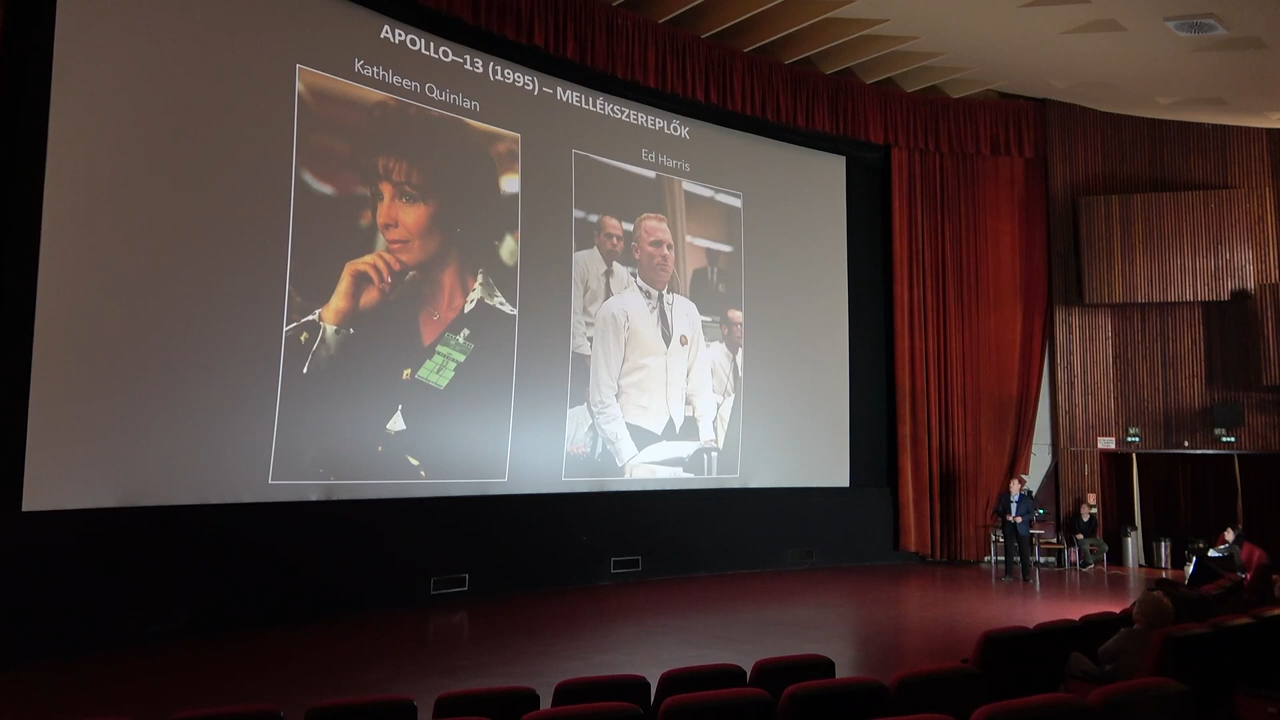 APOLLO–13 (1995) – MELLÉKSZEREPLŐK
Kathleen Quinlan
Ed Harris